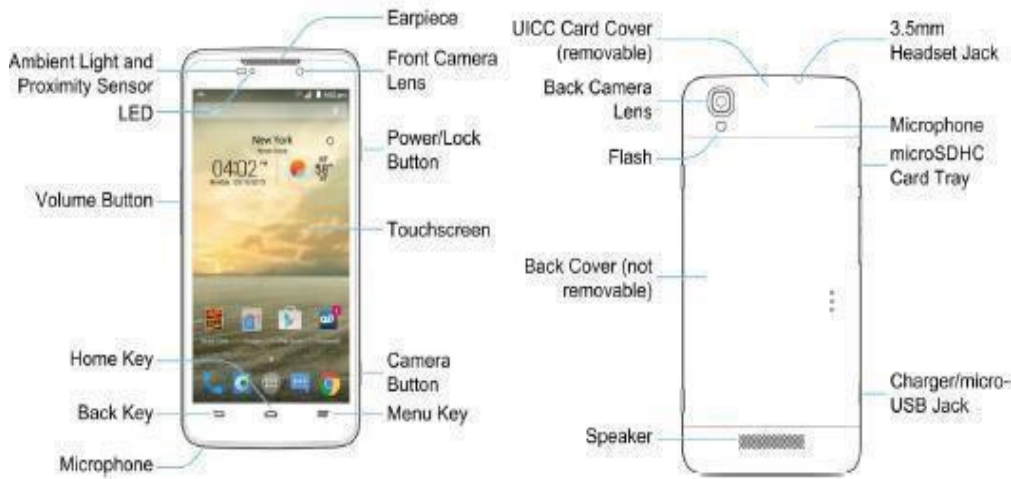 Earpiece
Ambient Light and
Proximity Sensor
Front Camera
Lens
LED
Power/Lock
Button
Volume Button
Touchscreen
Home Key
Camera
Button
Back Key
Menu Key
Microphone
New York
04:02
UICC Card Cover
(removable)
3.5mm
Headset Jack
Back Camera
Lens
Microphone
Flash
microSDHC
Card Tray
Back Cover (not
removable)
Charger/micro-
USB Jack
Speaker